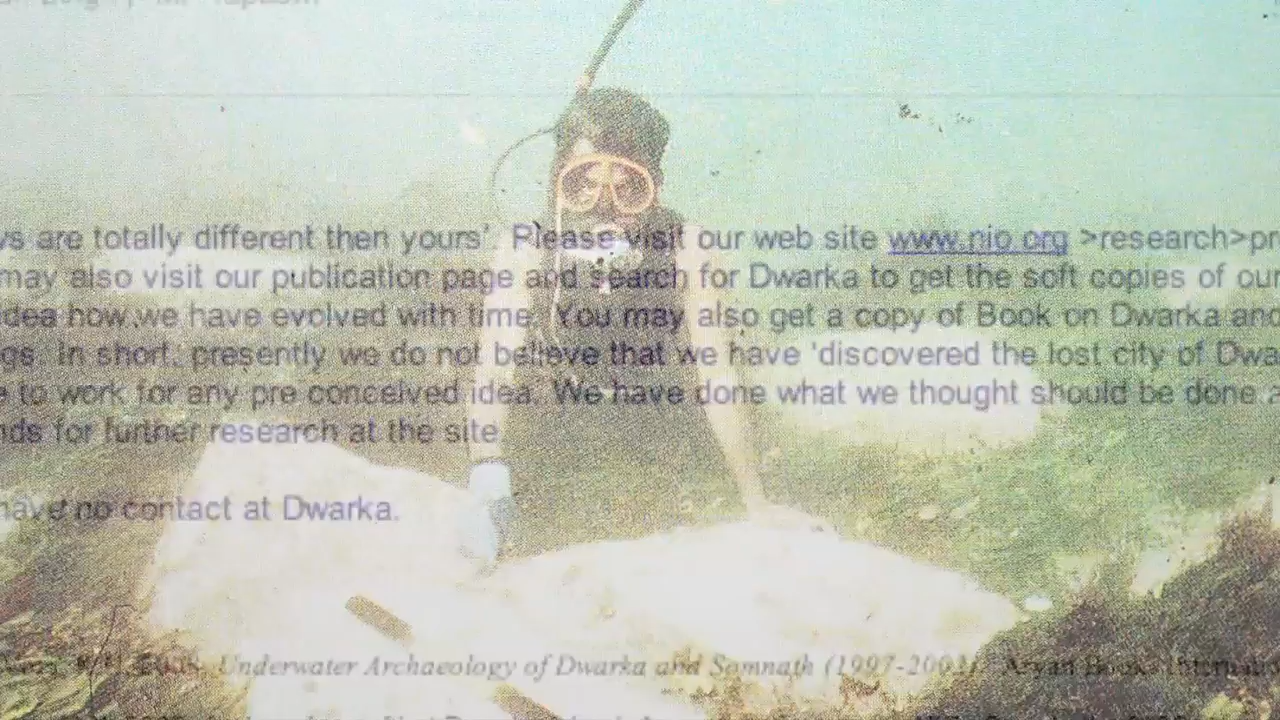 ws are totally different then yours'. Please visit our web site www.nio.org >research>pr
may also visit our publication page and search for Dwarka to get the soft copies of our
idea how we have evolved with time. You may also get a copy of Book on Dwarka and
gs. In short, presently we do not believe that we have 'discovered the lost city of Dwa
e to work for any pre conceived idea. We have done what we thought should be done a
nds for further research at the site
have no contact at Dwarka.
Underwater Archaeology of Dwarka and Somnath (1997-2001). Aryan Books Internati